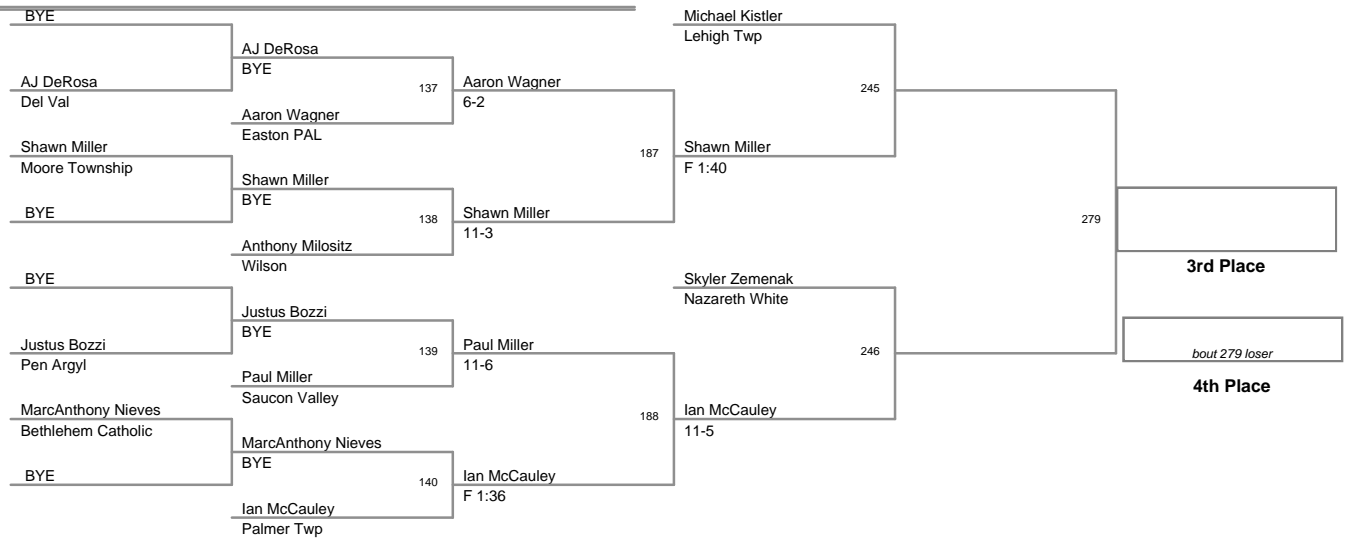 BYE
AJ DeRosa
Del Val
Shawn Miller
Moore Township
BYE
BYE
Justus Bozzi
Pen Argyl
MarcAnthony Nieves
Bethlehem Catholic
BYE
AJ DeRosa
BYE
137
Aaron Wagner
Easton PAL
Shawn Miller
BYE
138
Anthony Milositz
Wilson
Justus Bozzi
BYE
139
Paul Miller
Saucon Valley
MarcAnthony Nieves
BYE
140
Ian McCauley
Palmer Twp
Aaron Wagner
6-2
187
Shawn Miller
11-3
Paul Miller
11-6
188
Ian McCauley
F 1:36
Michael Kistler
Lehigh Twp
245
Shawn Miller
F 1:40
Skyler Zemenak
Nazareth White
246
Ian McCauley
11-5
279
3rd Place
bout 279 loser
4th Place